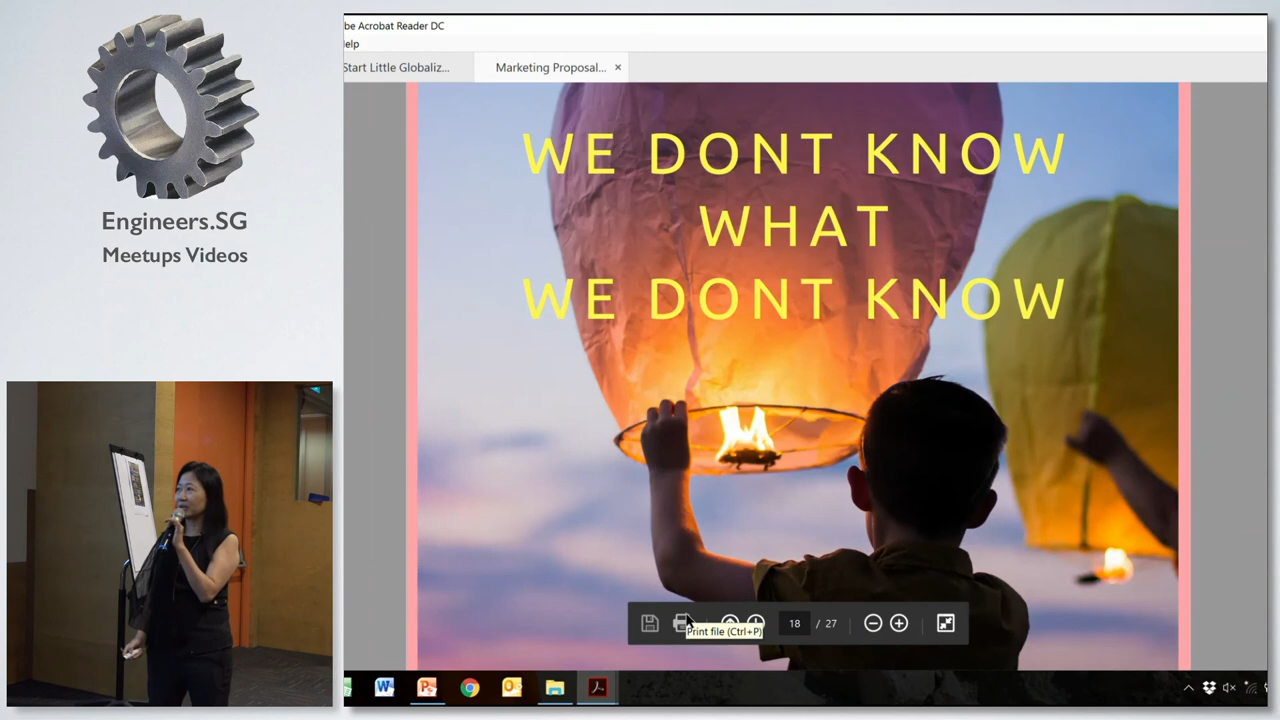 Engineers.SG
Meetups Videos
be Acrobat Reader DC
elp
Start Little Globaliz...
Marketing Proposal...
WE DONT KNOW
WHAT
WE DONT KNOW
18 / 27
Print file (Ctrl+P)